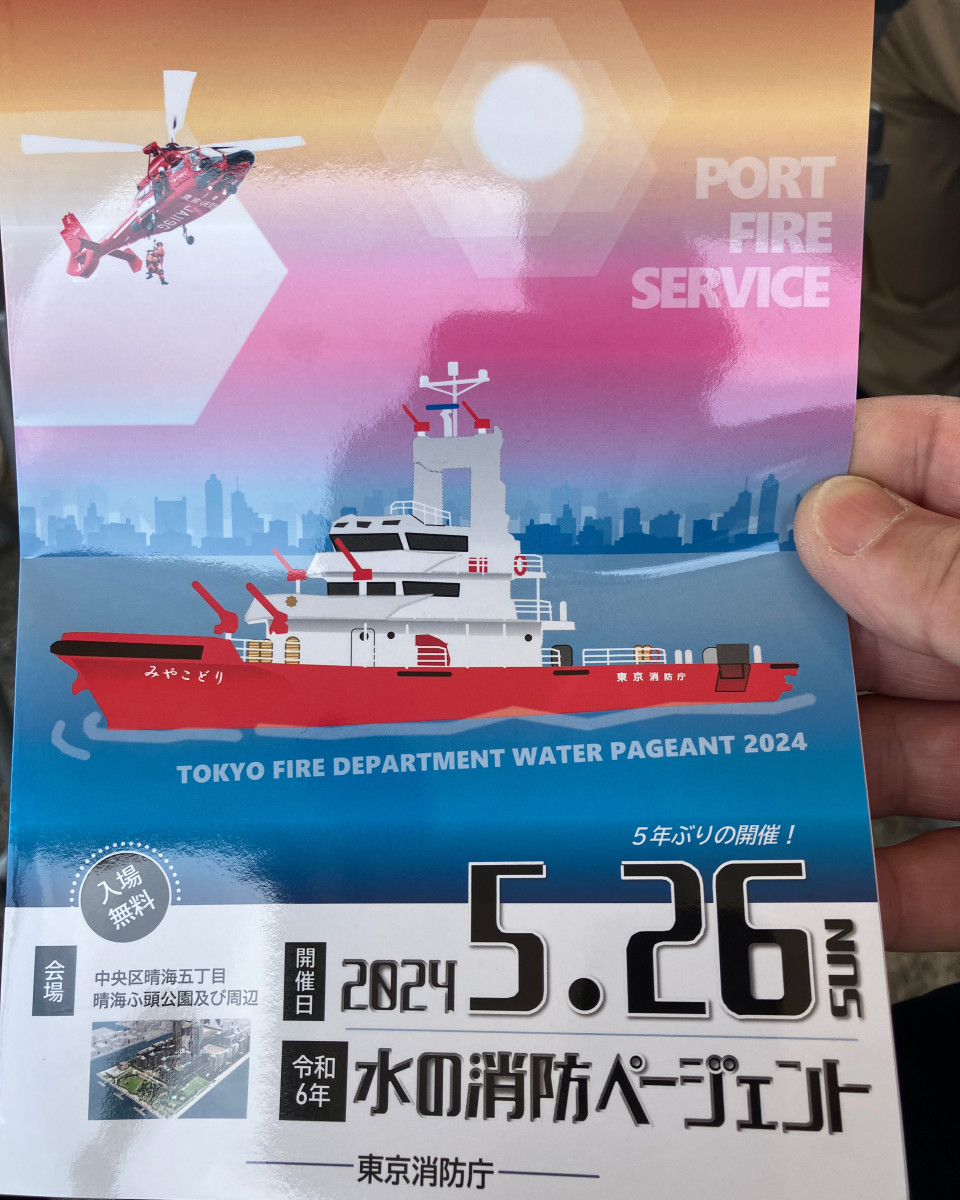 PORT
FIRE
SERVICE
みやこどり
東京消防庁
TOKYO FIRE DEPARTMENT WATER PAGEANT 2024
5年ぶりの開催！
入場
無料
会場
中央区晴海五丁目
晴海ふ頭公園及び周辺
開催日
2024 5.26 SUN
令和
6年
水の消防ページェント
東京消防庁